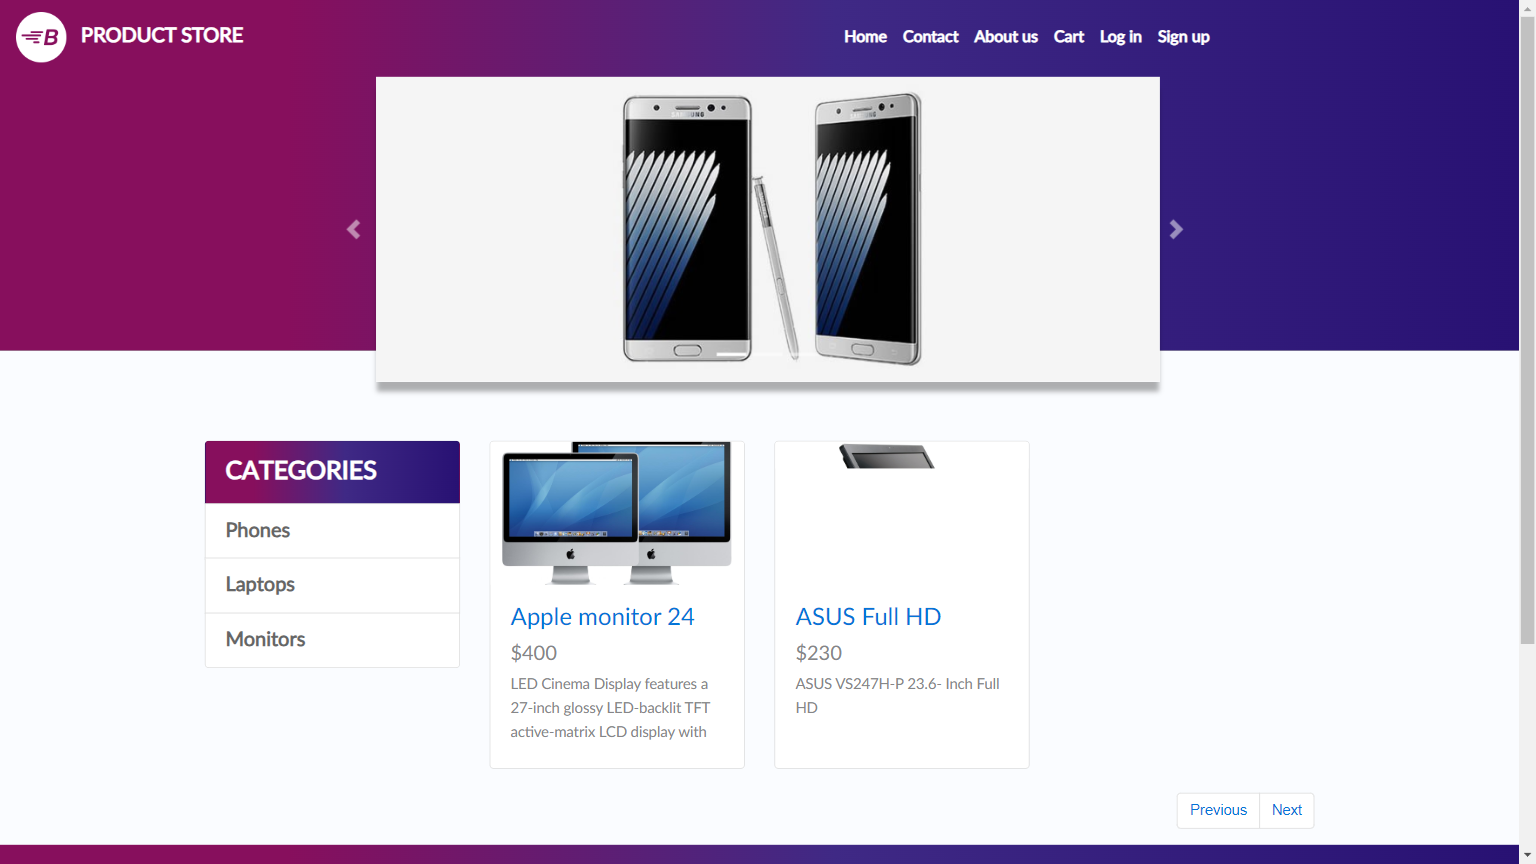 B PRODUCT STORE
Home Contact About us Cart Log in Sign up
SAMSUNG
SAMSUNG
CATEGORIES
Phones
Laptops
Monitors
Apple monitor 24
$400
LED Cinema Display features a
27-inch glossy LED-backlit TFT
active-matrix LCD display with
ASUS Full HD
$230
ASUS VS247H-P 23.6- Inch Full
HD
Previous Next